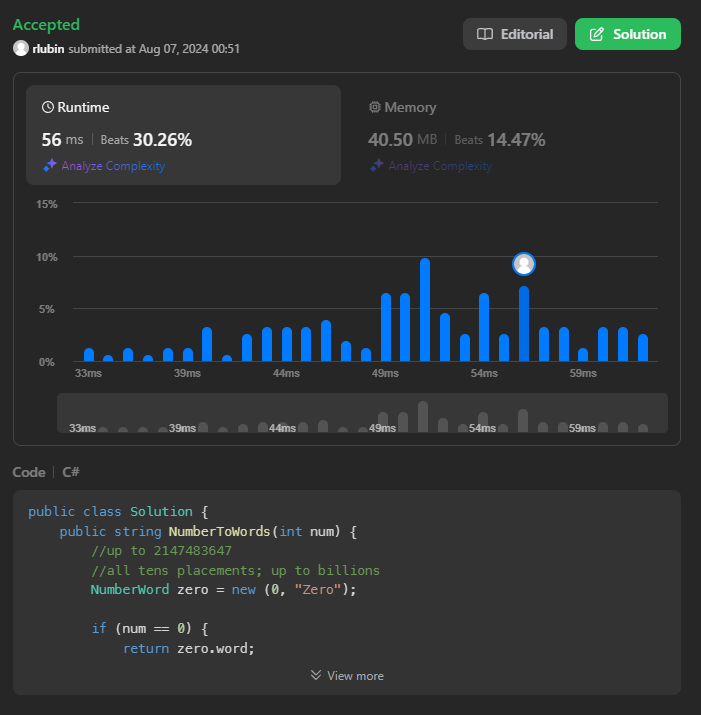 Accepted
rlubin submitted at Aug 07, 2024 00:51
Editorial
Solution
Runtime
56 ms | Beats 30.26%
Analyze Complexity
Memory
40.50 MB | Beats 14.47%
Analyze Complexity
15%
10%
5%
0%
33ms 39ms 44ms 49ms 54ms 59ms
33ms 39ms 44ms 49ms 54ms 59ms
Code | C#
public class Solution {
    public string NumberToWords(int num) {
        //up to 2147483647
        //all tens placements; up to billions
        NumberWord zero = new (0, "Zero");
        if (num == 0) {
            return zero.word;
View more